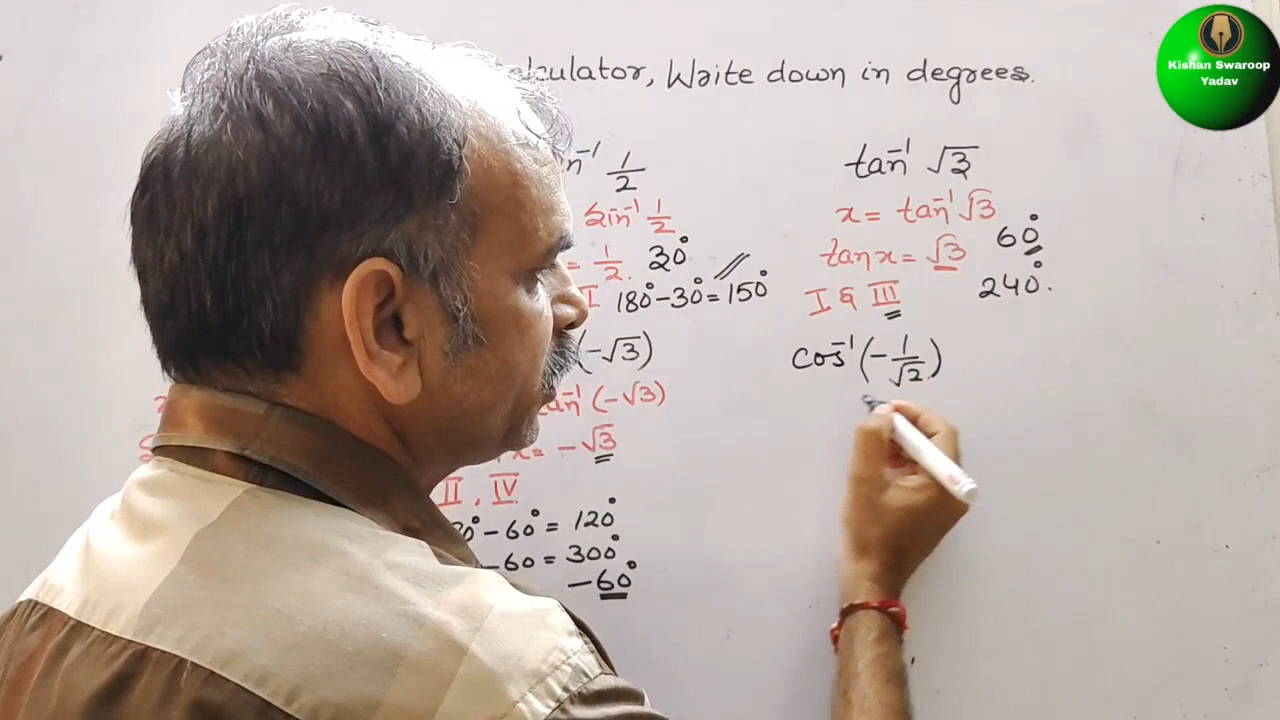 Kishan Swaroop
Yadav
calculator, Write down in degrees.
1/2
sin⁻¹ 1/2
= 1/2. 30°
I 180°-30°=150°
(-√3)
tan⁻¹ (-√3)
x = -√3
II, IV
-60° = 120°
-60 = 300°
-60°
tan⁻¹ √3
x = tan⁻¹ √3
tan x = √3 60°
I & III 240°.
cos⁻¹(-1/√2)